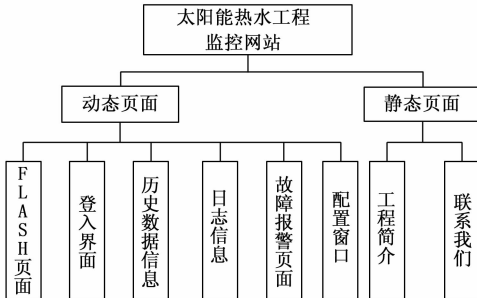 太阳能热水工程
监控网站
动态页面
静态页面
FLASH页面
登入界面
历史数据信息
日志信息
故障报警页面
配置窗口
工程简介
联系我们